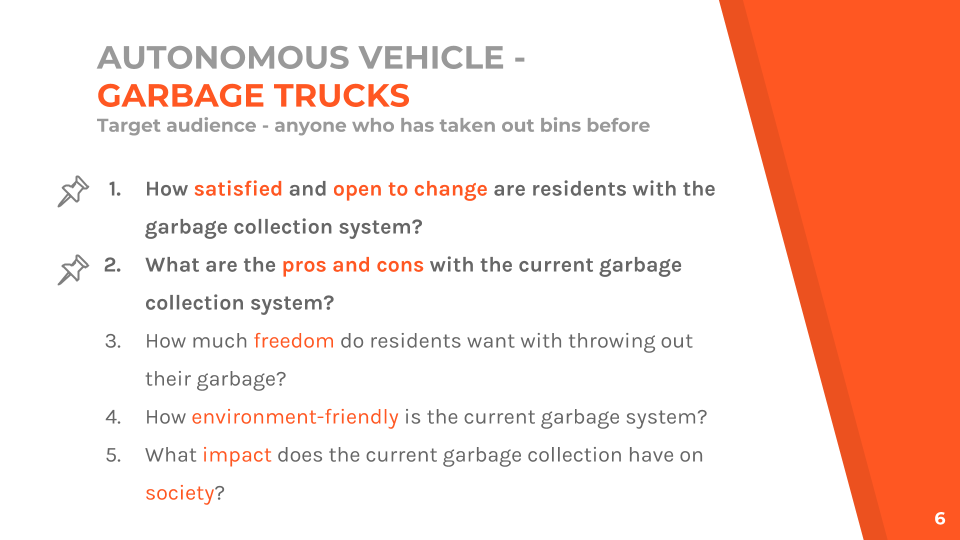 AUTONOMOUS VEHICLE -
GARBAGE TRUCKS
Target audience - anyone who has taken out bins before
1. How satisfied and open to change are residents with the
garbage collection system?
2. What are the pros and cons with the current garbage
collection system?
3. How much freedom do residents want with throwing out
their garbage?
4. How environment-friendly is the current garbage system?
5. What impact does the current garbage collection have on
society?
6